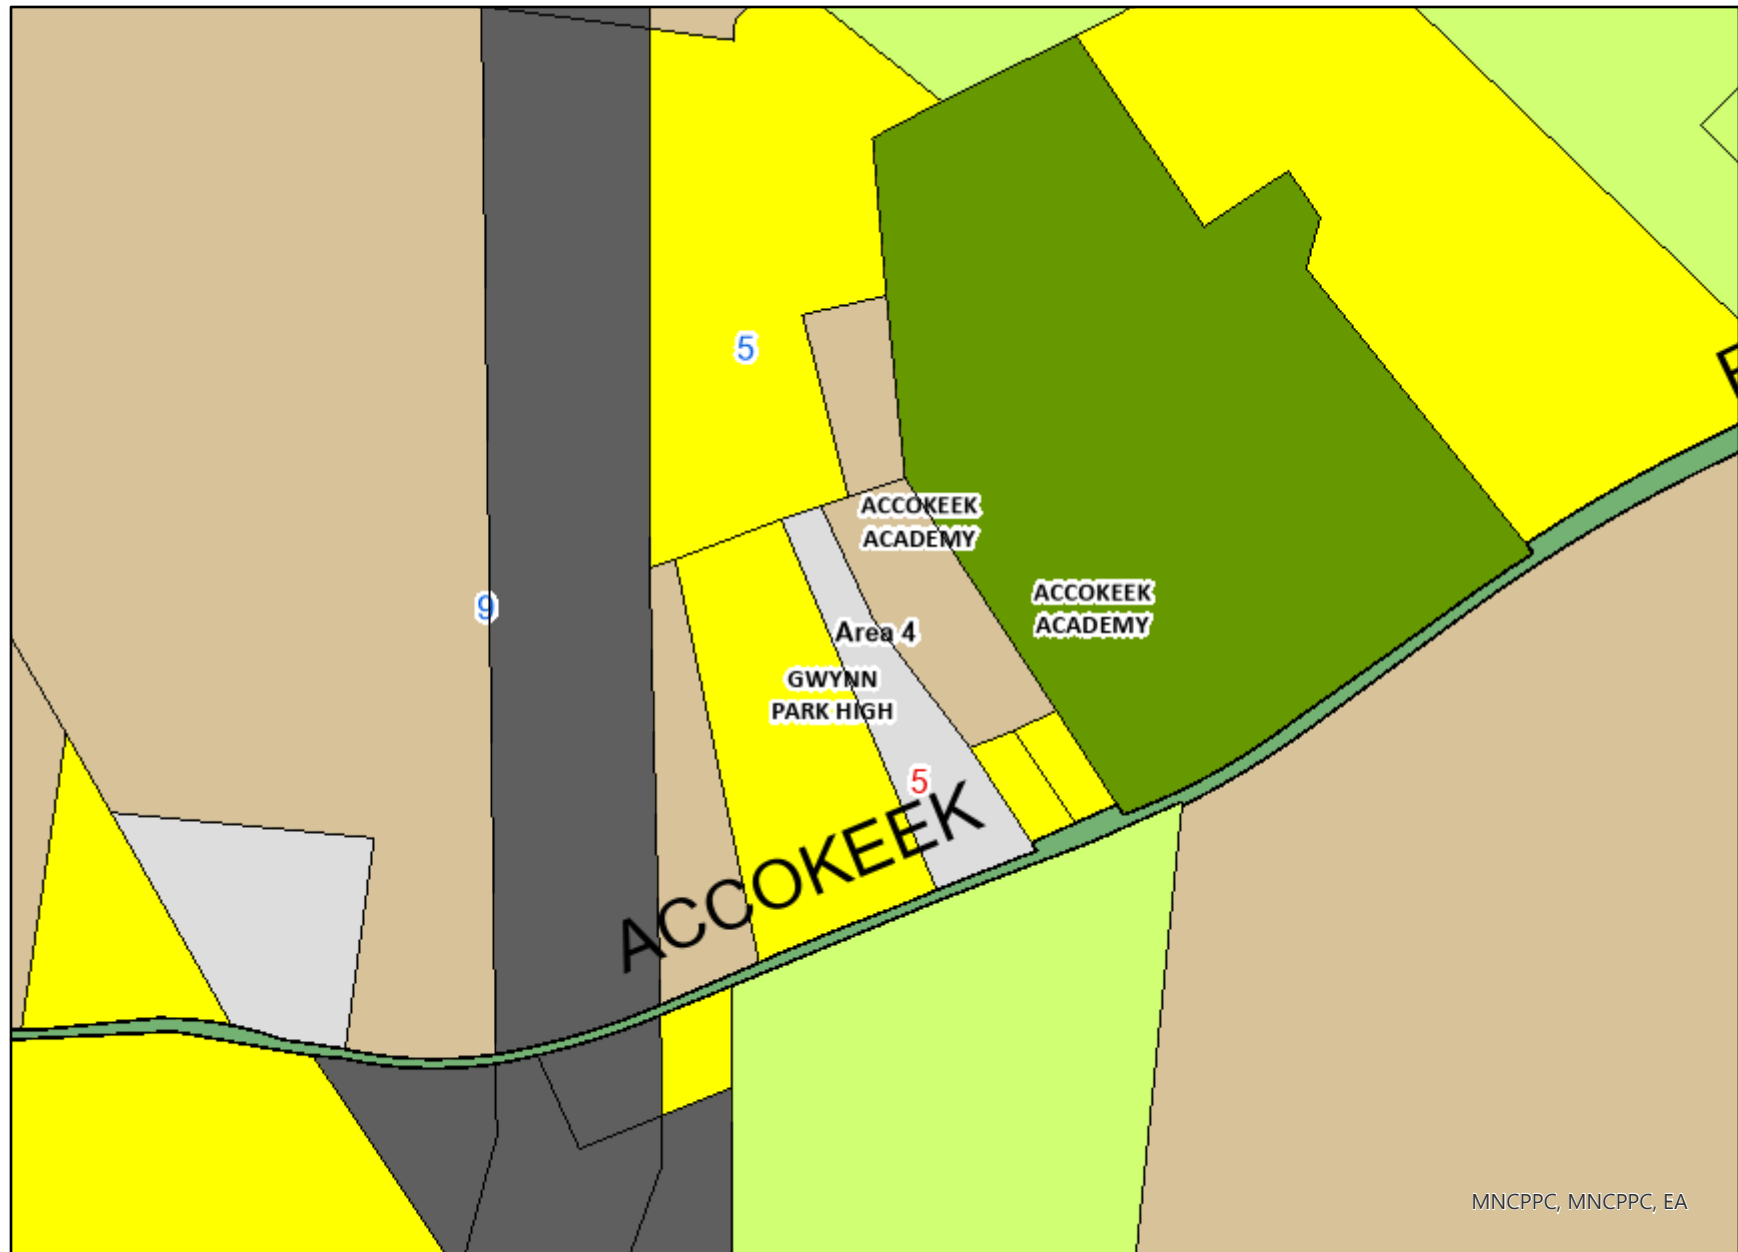 5
9
ACCOKEEK
ACADEMY
ACCOKEEK
ACADEMY
Area 4
GWYNN
PARK HIGH
5
ACCOKEEK
MNCPPC, MNCPPC, EA